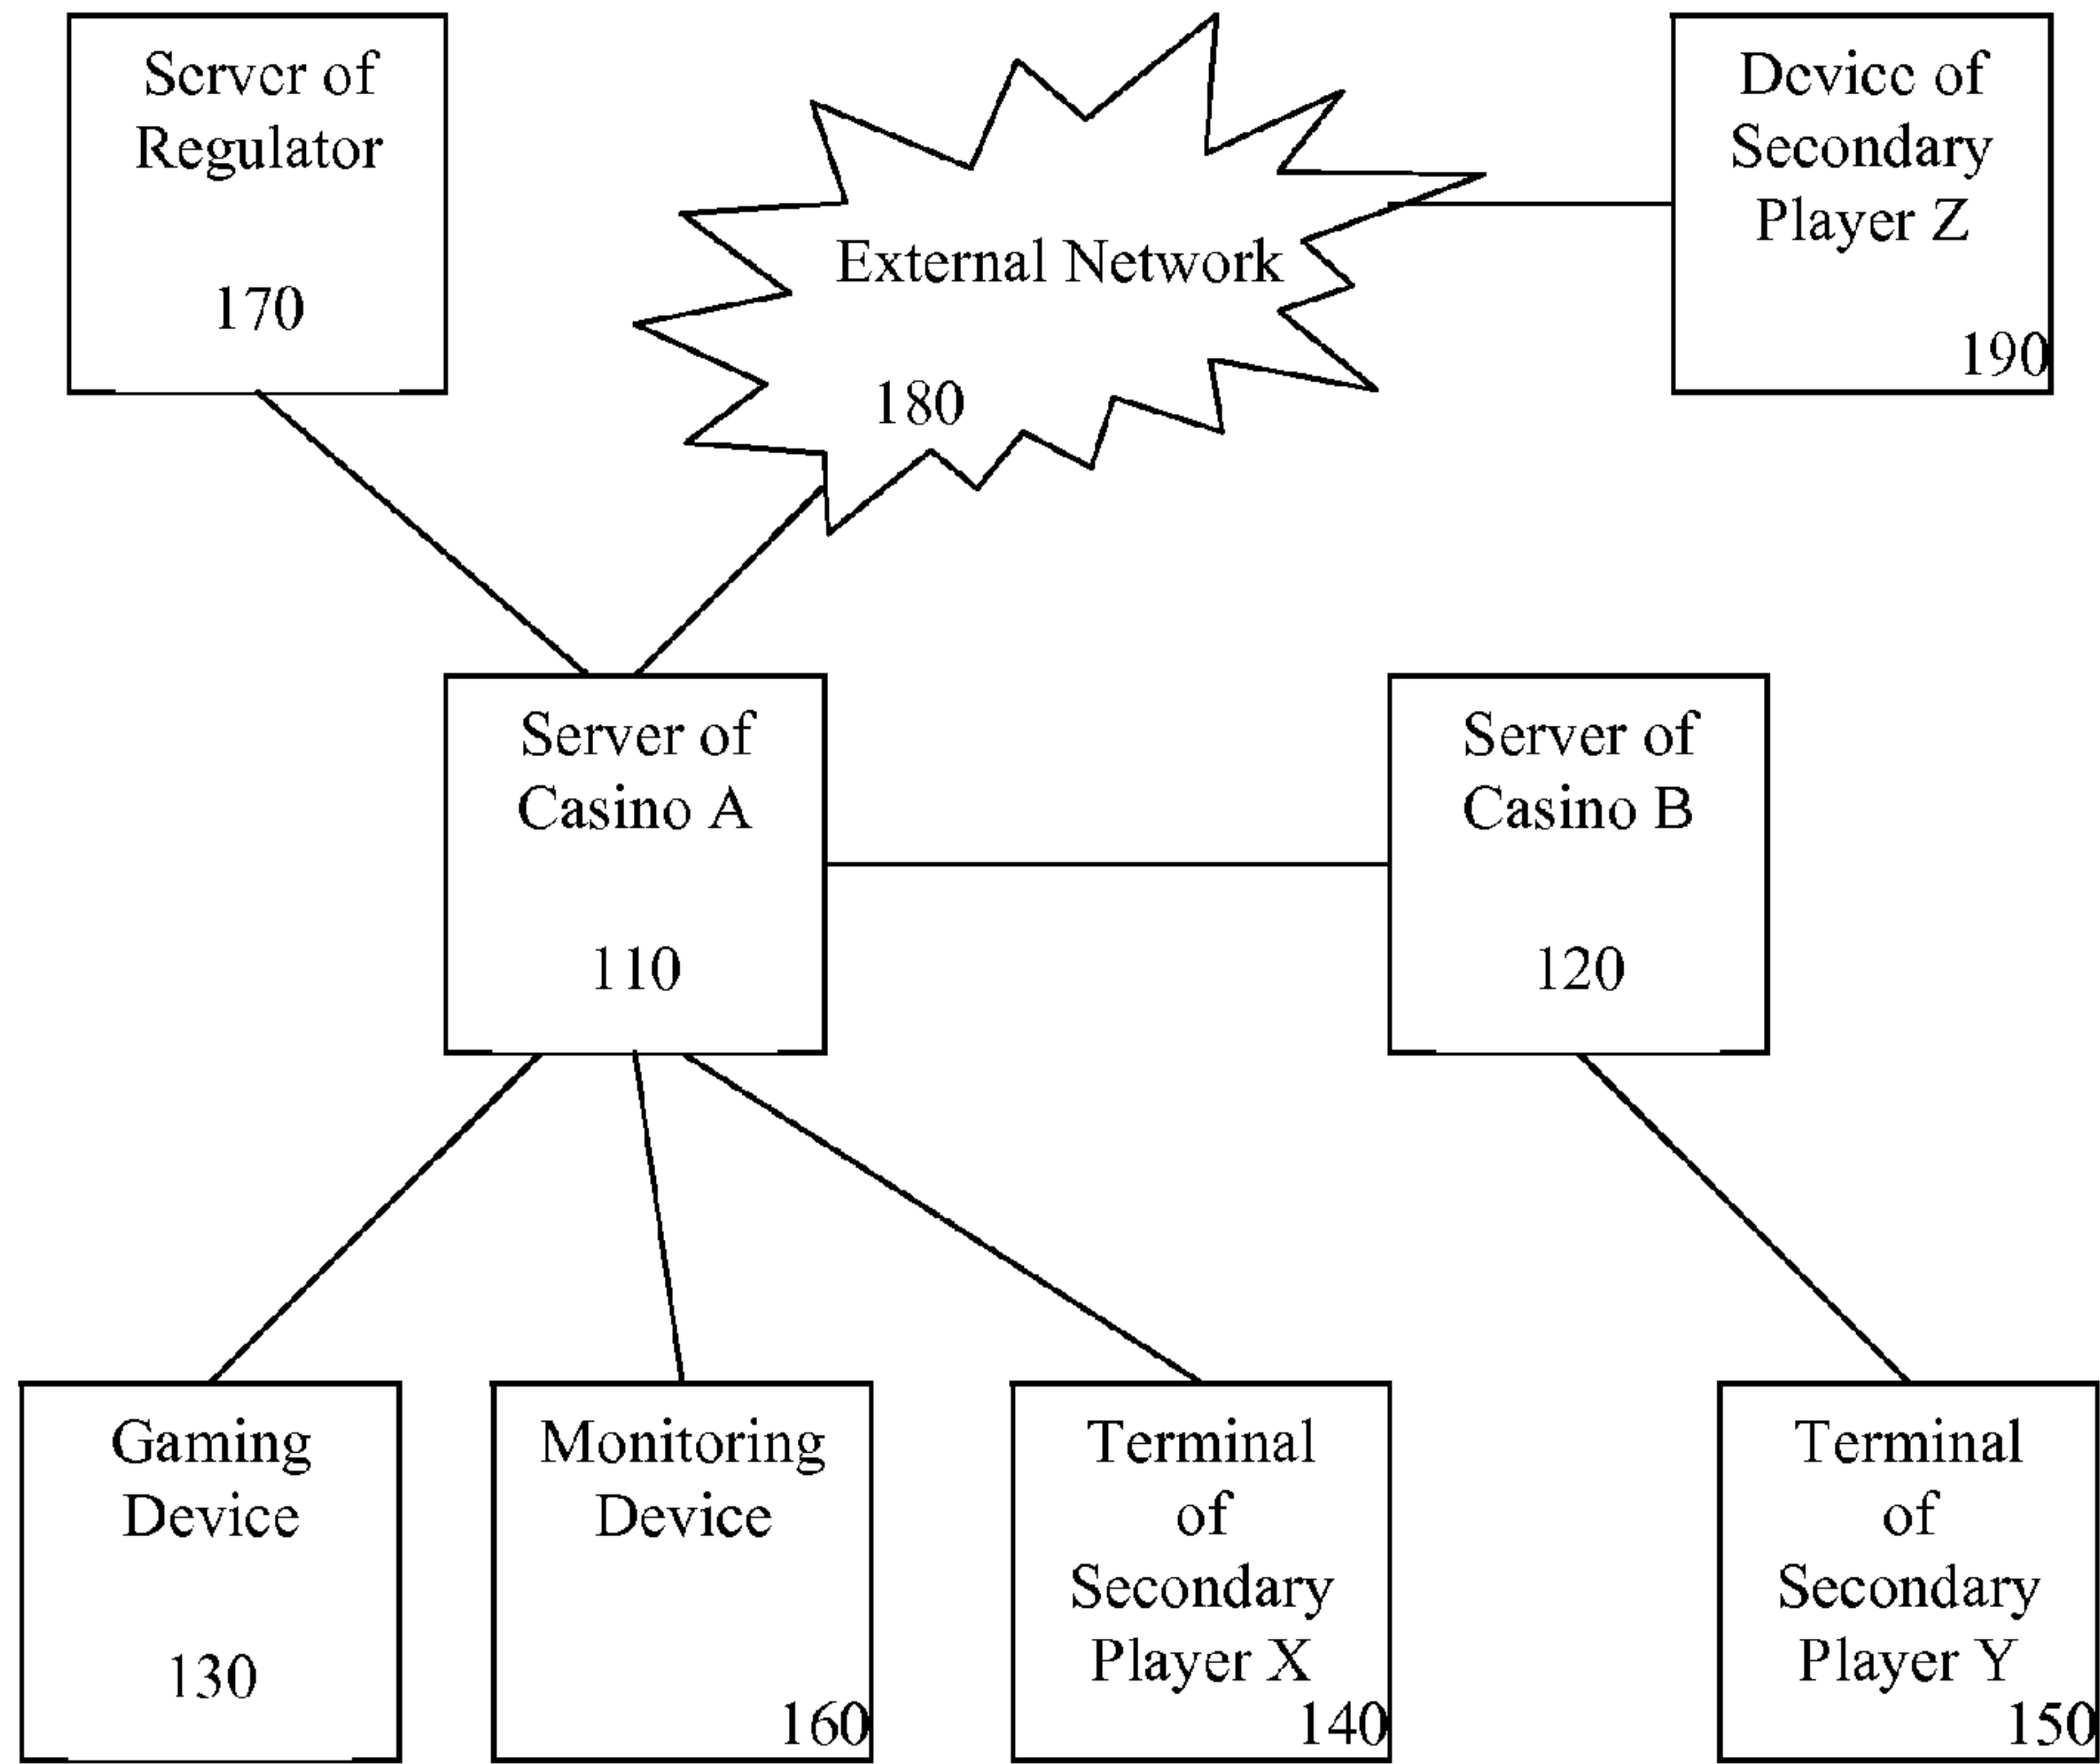 Server of
Regulator
170
External Network
180
Device of
Secondary
Player Z
190
Server of
Casino A
110
Server of
Casino B
120
Gaming
Device
130
Monitoring
Device
160
Terminal
of
Secondary
Player X
140
Terminal
of
Secondary
Player Y
150